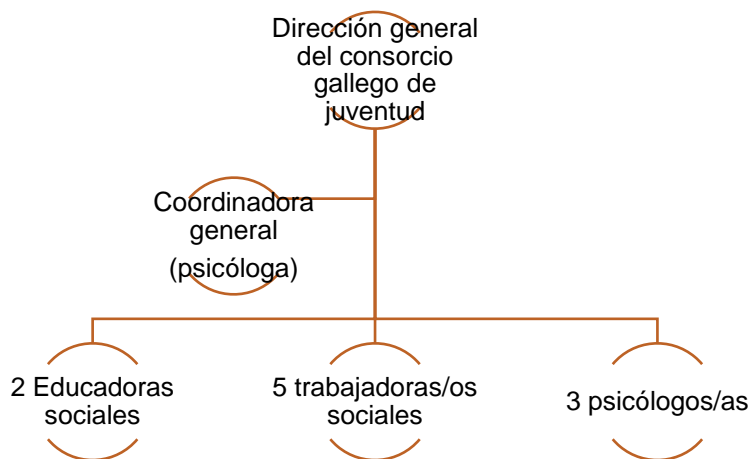 Dirección general
del consorcio
gallego de
juventud
Coordinadora
general
(psicóloga)
2 Educadoras
sociales
5 trabajadoras/os
sociales
3 psicólogos/as